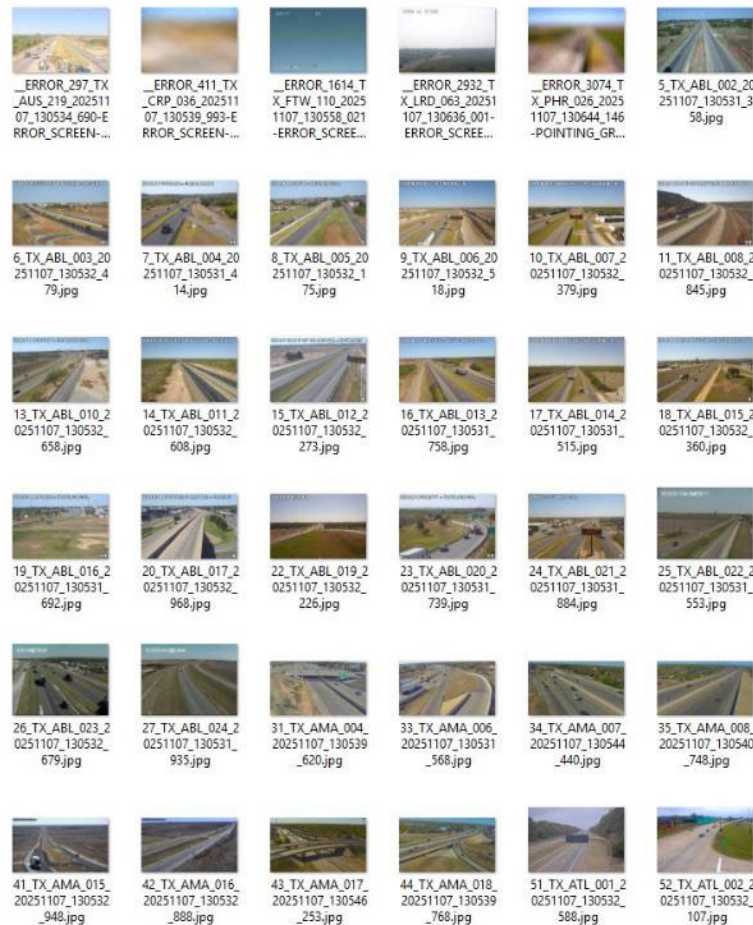 __ERROR_297_TX
_AUS_219_202511
07_130534_690-E
RROR_SCREEN-...
__ERROR_411_TX
_CRP_036_202511
07_130539_993-E
RROR_SCREEN-...
__ERROR_1614_T
X_FTW_110_2025
1107_130558_021
-ERROR_SCREE...
__ERROR_2932_T
X_LRD_063_20251
107_130636_001-
ERROR_SCREE...
__ERROR_3074_T
X_PHR_026_2025
1107_130644_146
-POINTING_GR...
5_TX_ABL_002_20
251107_130531_3
58.jpg
6_TX_ABL_003_20
251107_130532_4
79.jpg
7_TX_ABL_004_20
251107_130531_4
14.jpg
8_TX_ABL_005_20
251107_130532_1
75.jpg
9_TX_ABL_006_20
251107_130532_5
18.jpg
10_TX_ABL_007_2
0251107_130532_
379.jpg
11_TX_ABL_008_2
0251107_130532_
845.jpg
13_TX_ABL_010_2
0251107_130532_
658.jpg
14_TX_ABL_011_2
0251107_130532_
608.jpg
15_TX_ABL_012_2
0251107_130532_
273.jpg
16_TX_ABL_013_2
0251107_130531_
758.jpg
17_TX_ABL_014_2
0251107_130531_
515.jpg
18_TX_ABL_015_2
0251107_130532_
360.jpg
19_TX_ABL_016_2
0251107_130531_
692.jpg
20_TX_ABL_017_2
0251107_130532_
968.jpg
22_TX_ABL_019_2
0251107_130532_
226.jpg
23_TX_ABL_020_2
0251107_130531_
739.jpg
24_TX_ABL_021_2
0251107_130531_
884.jpg
25_TX_ABL_022_2
0251107_130531_
553.jpg
26_TX_ABL_023_2
0251107_130532_
679.jpg
27_TX_ABL_024_2
0251107_130531_
935.jpg
31_TX_AMA_004_
20251107_130539
_620.jpg
33_TX_AMA_006_
20251107_130531
_568.jpg
34_TX_AMA_007_
20251107_130544
_440.jpg
35_TX_AMA_008_
20251107_130540
_748.jpg
41_TX_AMA_015_
20251107_130532
_948.jpg
42_TX_AMA_016_
20251107_130532
_888.jpg
43_TX_AMA_017_
20251107_130546
_253.jpg
44_TX_AMA_018_
20251107_130539
_768.jpg
51_TX_ATL_001_2
0251107_130532_
588.jpg
52_TX_ATL_002_2
0251107_130532_
107.jpg